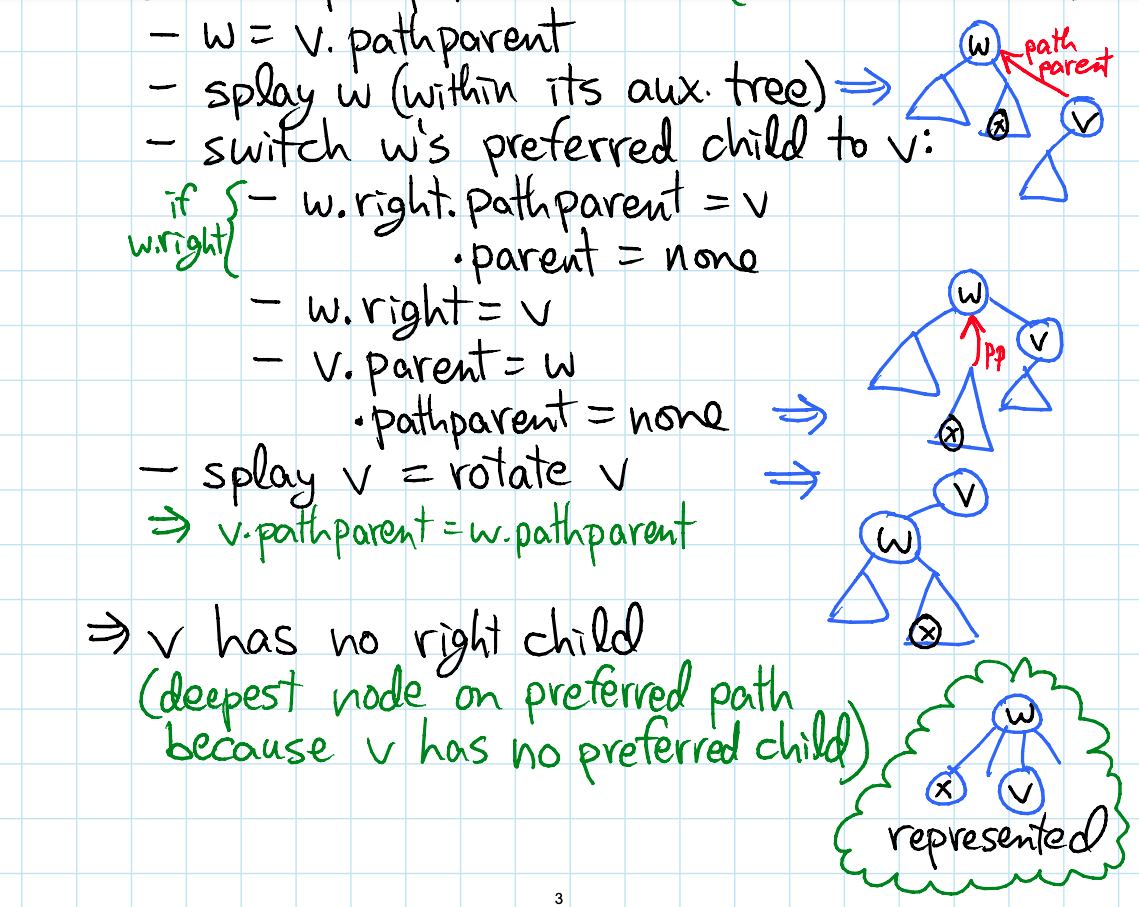 - w = v.pathparent
- splay w (within its aux. tree) ⇒
- switch w's preferred child to v:
if w.right { - w.right.pathparent = v
.parent = none
- w.right = v
- v.parent = w
.pathparent = none ⇒
- splay v = rotate v ⇒
⇒ v.pathparent = w.pathparent
⇒ v has no right child
(deepest node on preferred path
because v has no preferred child)
w
path
parent
x
v
w
v
pp
x
v
w
x
w
x
v
represented
3